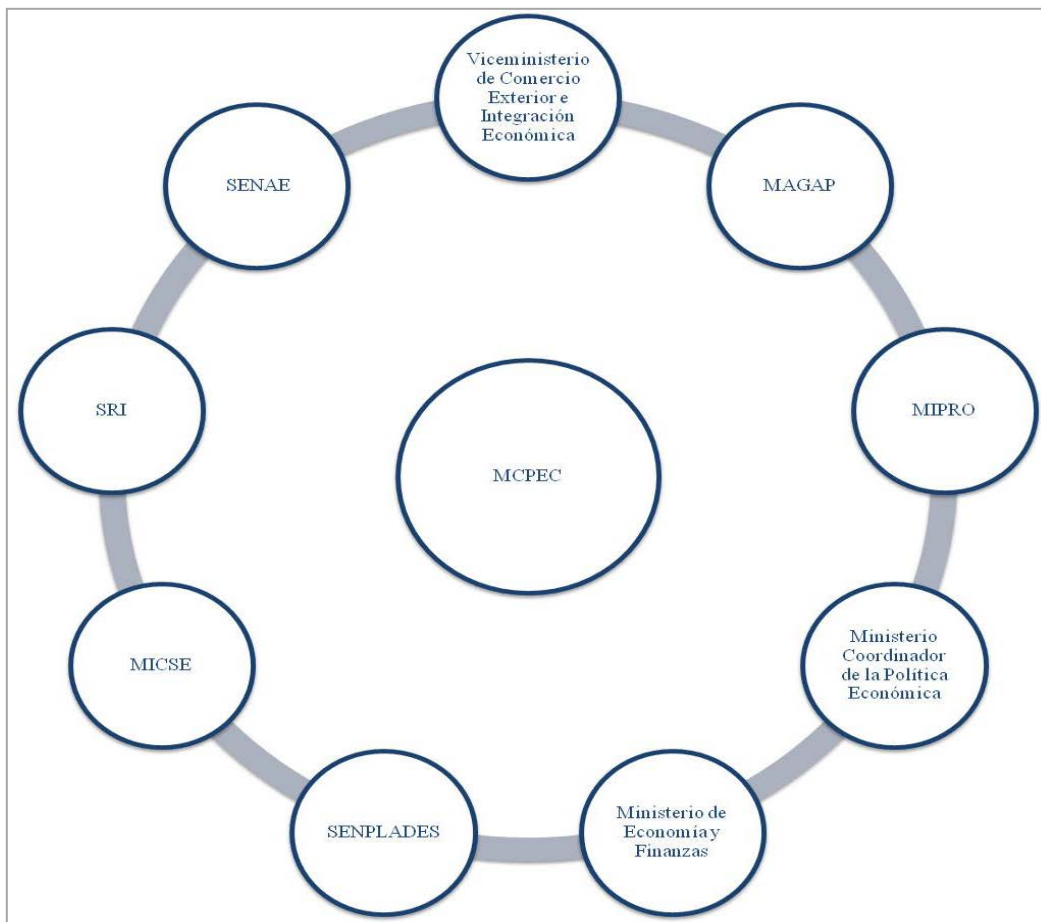 Viceministerio
de Comercio
Exterior e
Integración
Económica
SENAE
MAGAP
SRI
MIPRO
MCPEC
MICSE
Ministerio
Coordinador
de la Política
Económica
SENPLADES
Ministerio de
Economía y
Finanzas